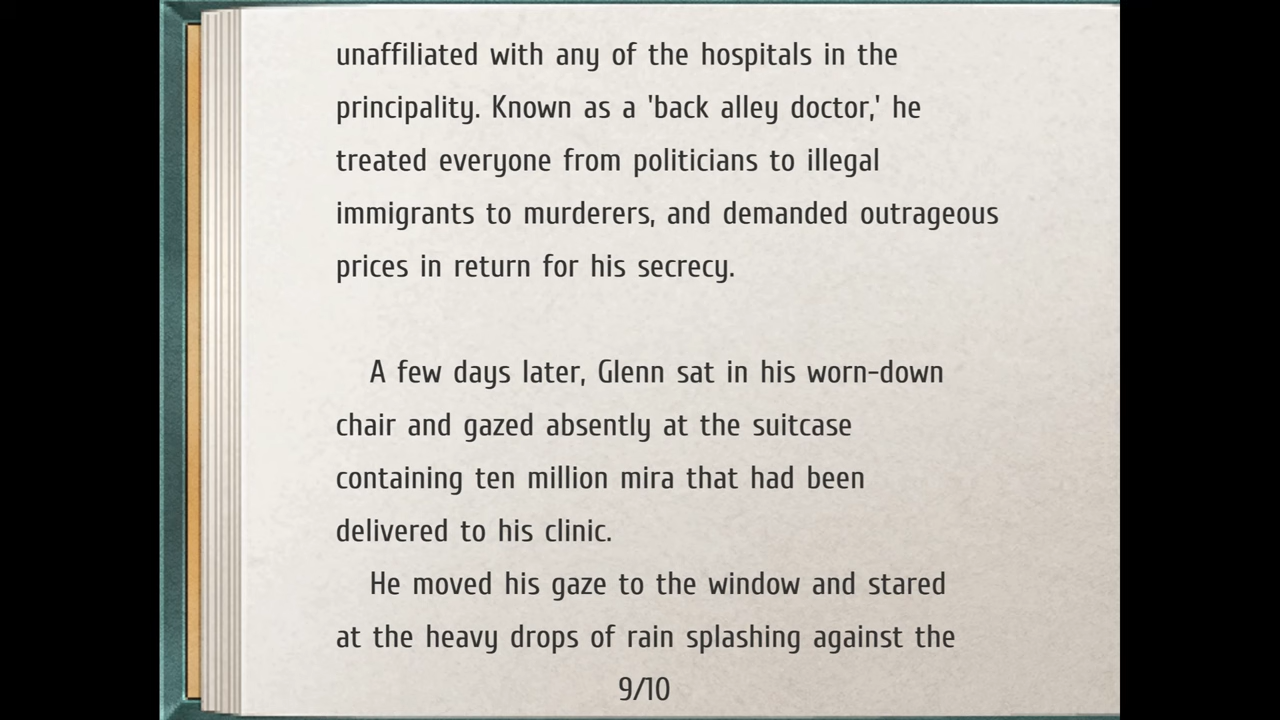 unaffiliated with any of the hospitals in the
principality. Known as a 'back alley doctor,' he
treated everyone from politicians to illegal
immigrants to murderers, and demanded outrageous
prices in return for his secrecy.
A few days later, Glenn sat in his worn-down
chair and gazed absently at the suitcase
containing ten million mira that had been
delivered to his clinic.
He moved his gaze to the window and stared
at the heavy drops of rain splashing against the
9/10